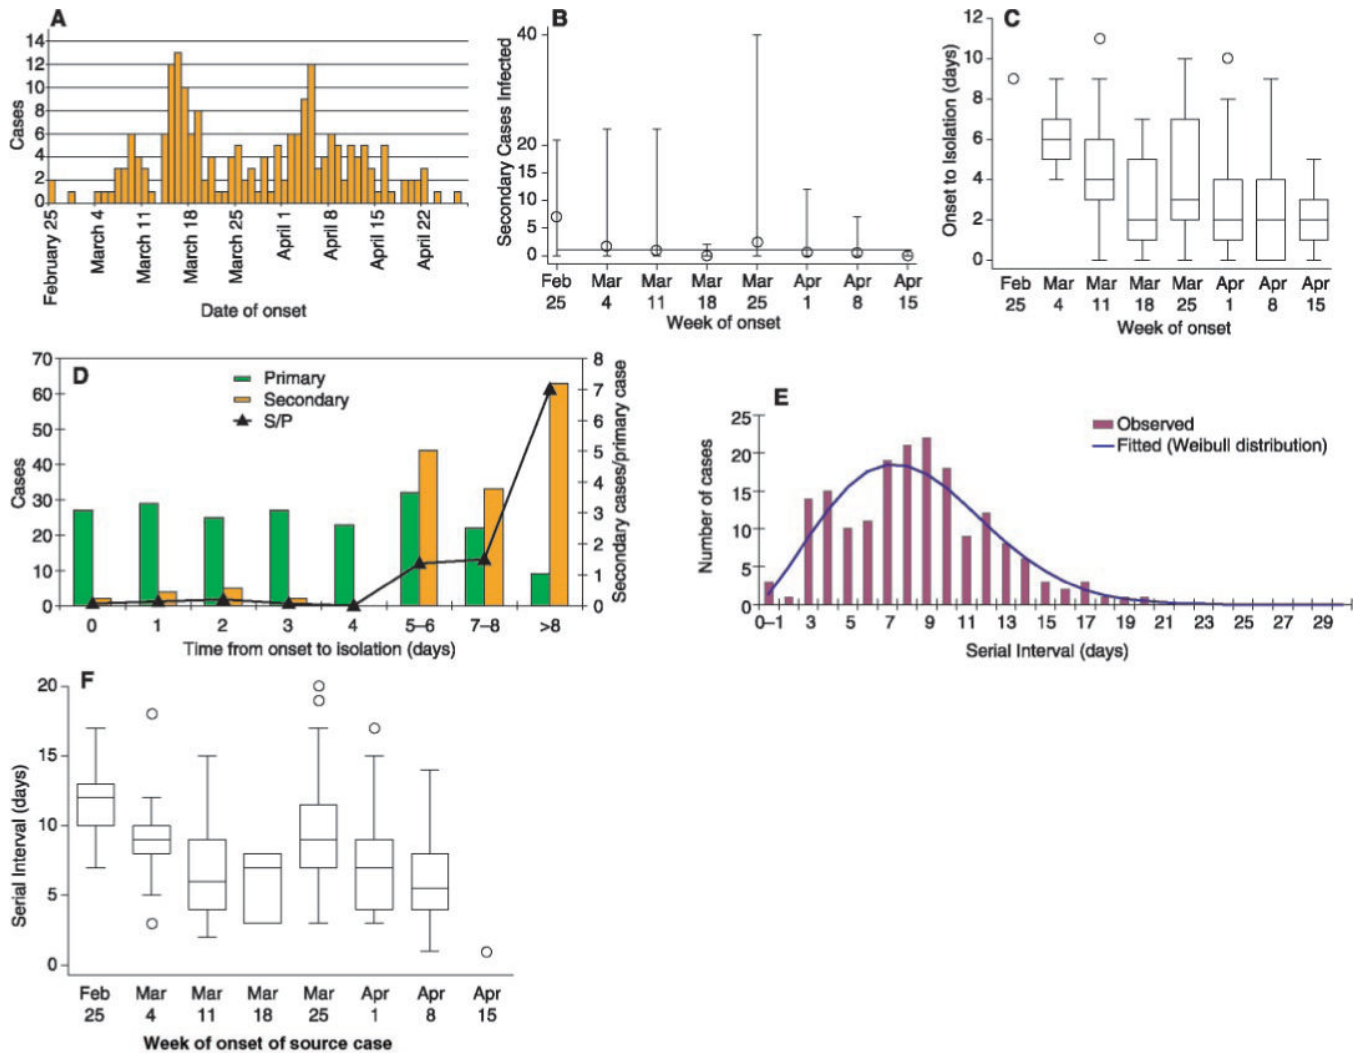 A
14
12
10
8
6
4
2
0
Cases
February 25
March 4
March 11
March 18
March 25
April 1
April 8
April 15
April 22
Date of onset
B
40
20
15
10
5
0
Secondary Cases Infected
Feb Mar Mar Mar Mar Apr Apr Apr
25 4 11 18 25 1 8 15
Week of onset
C
12
10
8
6
4
2
0
Onset to Isolation (days)
Feb Mar Mar Mar Mar Apr Apr Apr
25 4 11 18 25 1 8 15
Week of onset
D
70
60
50
40
30
20
10
0
Cases
Primary
Secondary
S/P
8
7
6
5
4
3
2
1
0
Secondary cases/primary case
0 1 2 3 4 5–6 7–8 >8
Time from onset to isolation (days)
E
25
20
15
10
5
0
Number of cases
Observed
Fitted (Weibull distribution)
0–1 3 5 7 9 11 13 15 17 19 21 23 25 27 29
Serial Interval (days)
F
20
15
10
5
0
Serial Interval (days)
Feb Mar Mar Mar Mar Apr Apr Apr
25 4 11 18 25 1 8 15
Week of onset of source case